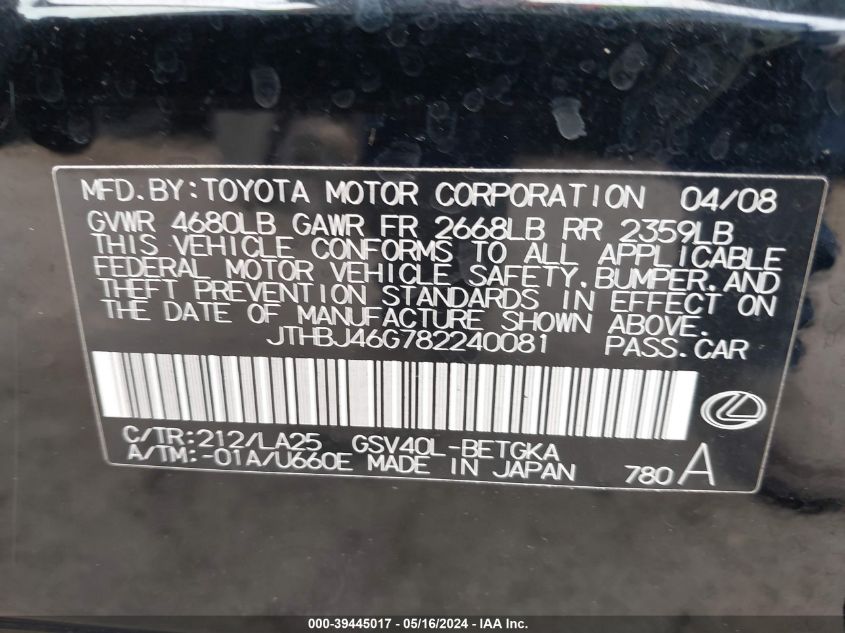 MFD.BY:TOYOTA MOTOR CORPORATION 04/08
GVWR 4680LB GAWR FR 2668LB RR 2359LB
THIS VEHICLE CONFORMS TO ALL APPLICABLE
FEDERAL MOTOR VEHICLE SAFETY,BUMPER,AND
THEFT PREVENTION STANDARDS IN EFFECT ON
THE DATE OF MANUFACTURE SHOWN ABOVE.
JTHBJ46G782240081 PASS.CAR
C/TR:212/LA25 GSV40L-BETGKA
A/TM:-01A/U660E MADE IN JAPAN 780A
000-39445017 - 05/16/2024 - IAA Inc.